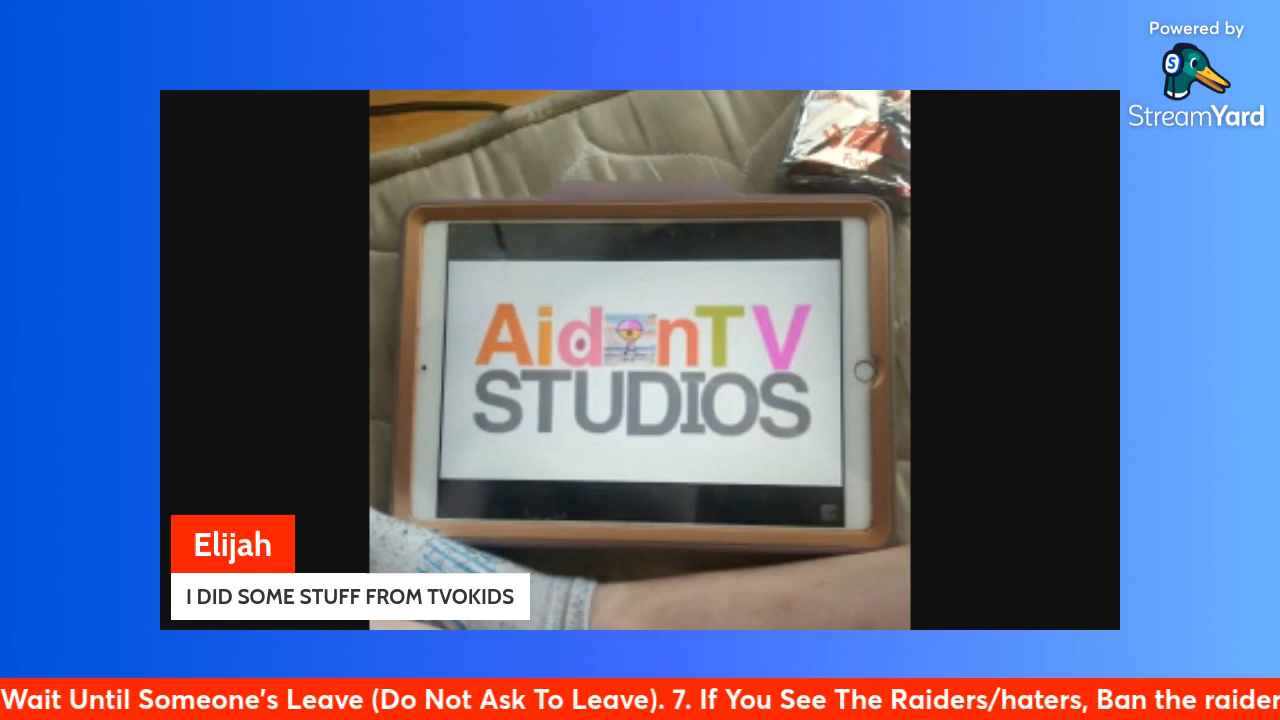 Powered by
StreamYard
S
AidenTV
STUDIOS
Elijah
I DID SOME STUFF FROM TVOKIDS
Wait Until Someone's Leave (Do Not Ask To Leave). 7. If You See The Raiders/haters, Ban the raider